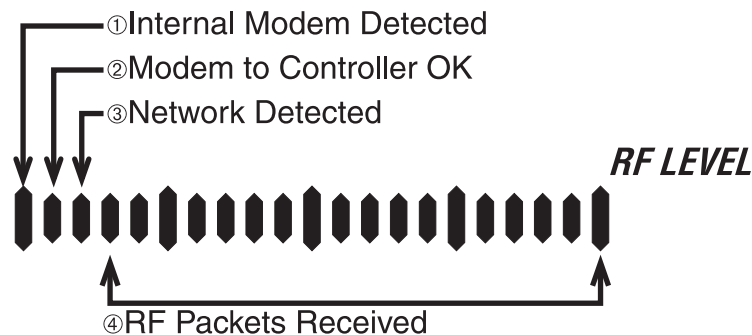 ①Internal Modem Detected
②Modem to Controller OK
③Network Detected
RF LEVEL
④RF Packets Received